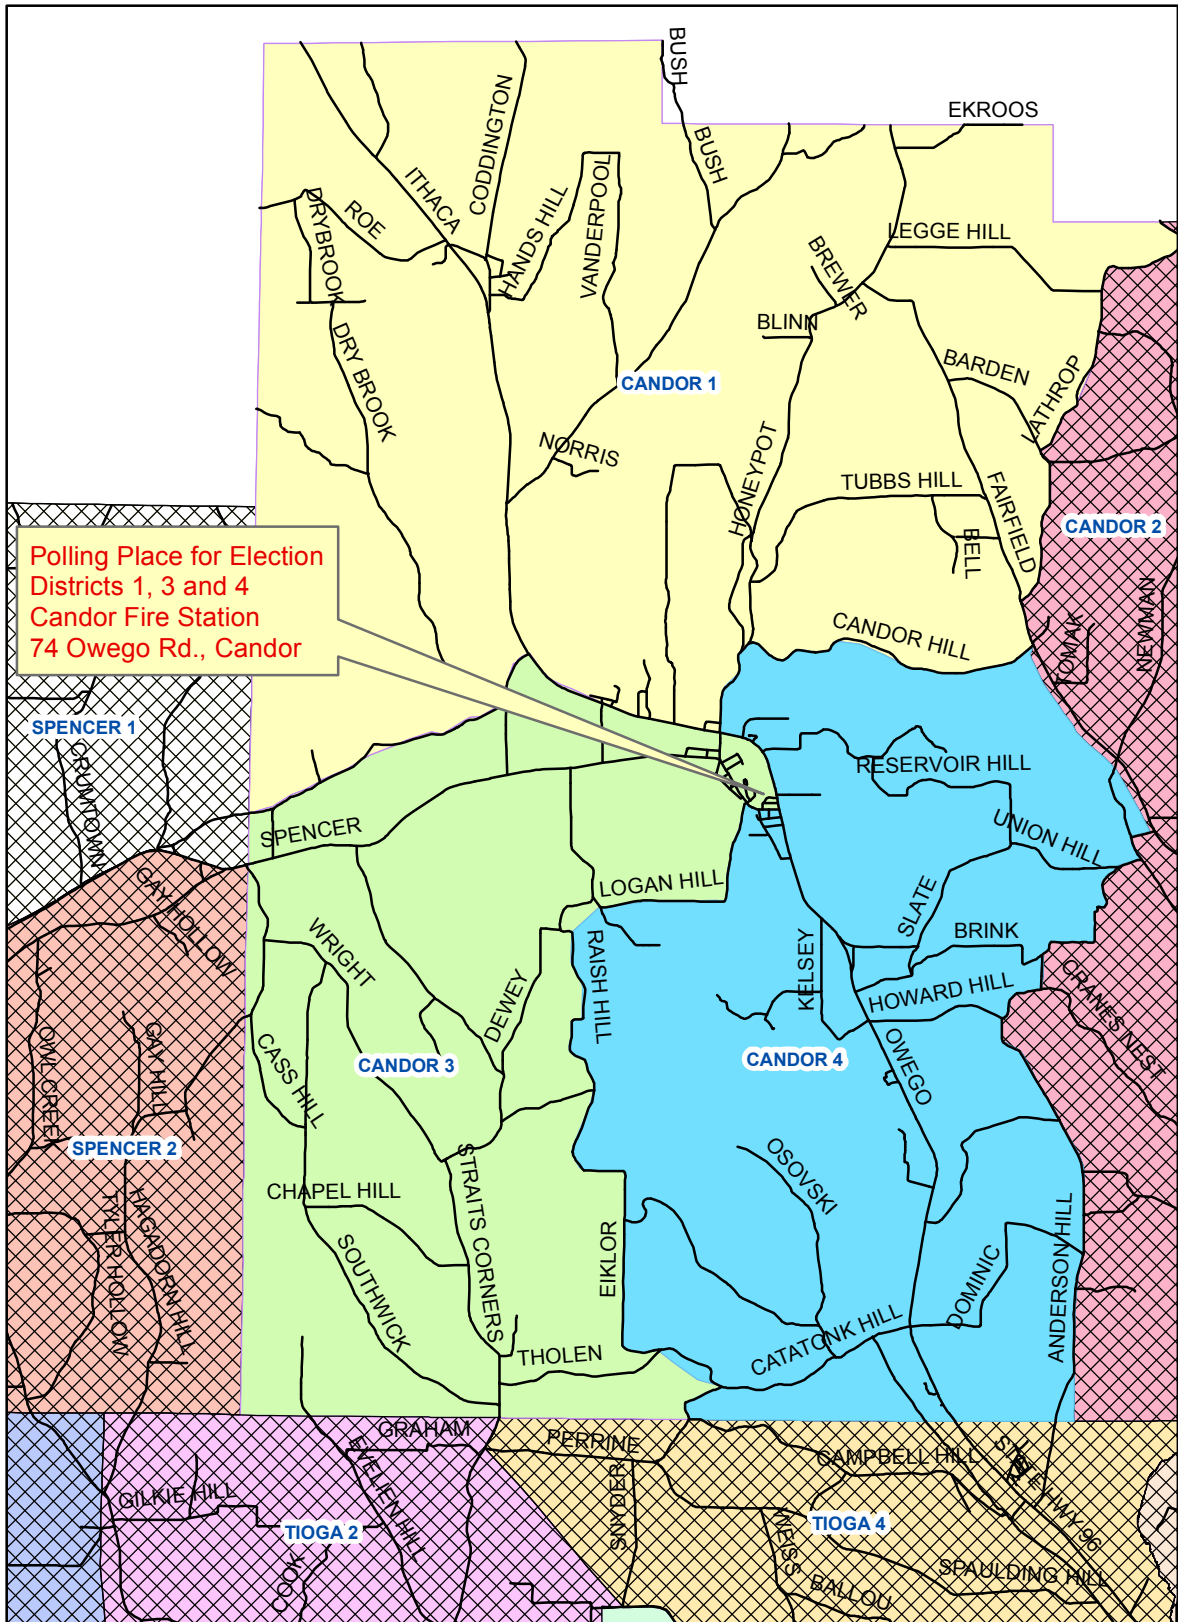 BUSH
EKROOS
BUSH
CODDINGTON
ITHACA
HANDS HILL
VANDERPOOL
ROE
DRYBROOK
LEGGE HILL
BREWER
BLINN
DRY BROOK
CANDOR 1
BARDEN
LATHROP
NORRIS
HONEYPOT
TUBBS HILL
FAIRFIELD
BELL
CANDOR 2
Polling Place for Election
Districts 1, 3 and 4
Candor Fire Station
74 Owego Rd., Candor
CANDOR HILL
TOMAK
NEWMAN
SPENCER 1
CRUMTOWN
RESERVOIR HILL
UNION HILL
SPENCER
GAY HOLLOW
LOGAN HILL
SLATE
BRINK
WRIGHT
RAISH HILL
KELSEY
HOWARD HILL
CRANES NEST
DEWEY
OWL CREEK
GAY HILL
CASS HILL
CANDOR 3
CANDOR 4
OWEGO
SPENCER 2
OSOVSKI
STRAITS CORNERS
CHAPEL HILL
TYLER HOLLOW
HAGADORN HILL
SOUTHWICK
EIKLOR
DOMINIC
ANDERSON HILL
THOLEN
CATATONK HILL
GRAHAM
EVELIEN HILL
PERRINE
SNYDER
CAMPBELL HILL
STATE HWY 96
GILKIE HILL
TIOGA 2
COOK
WEISS
TIOGA 4
BALLOU
SPAULDING HILL